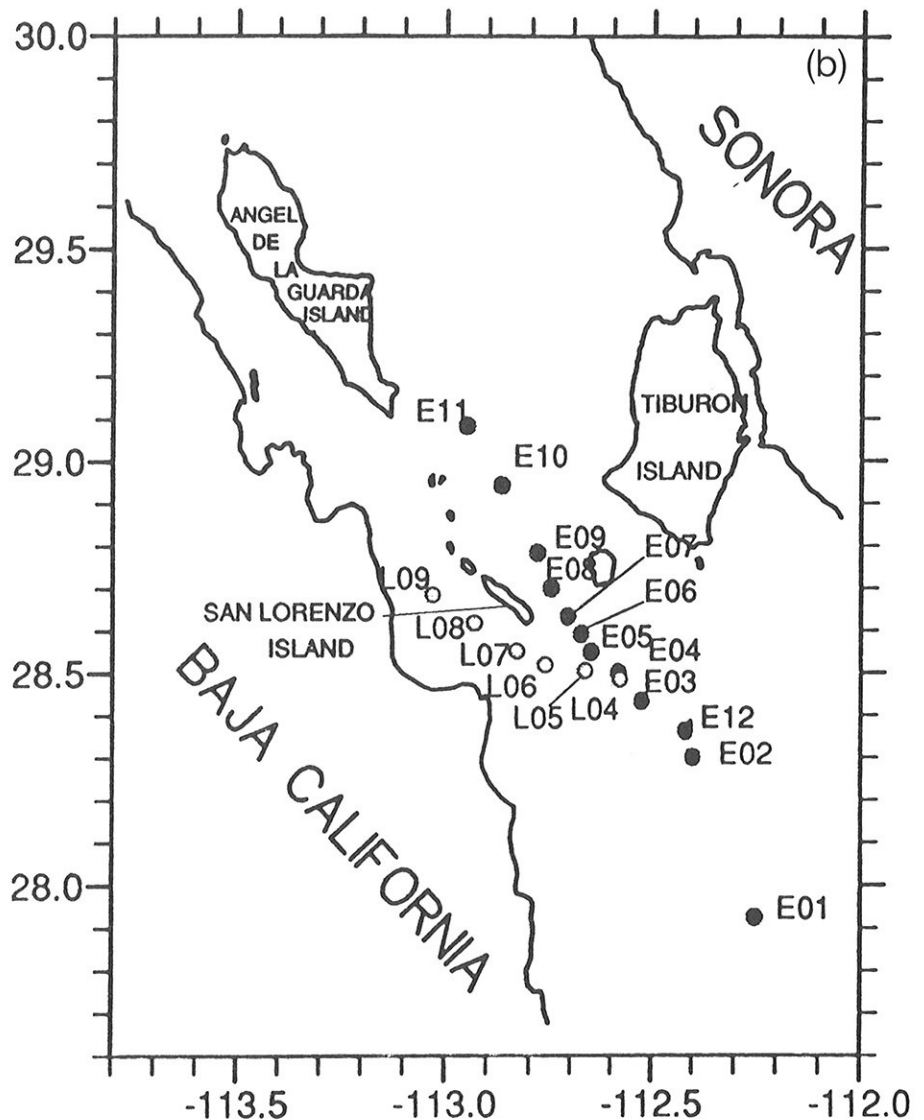 30.0
(b)
SONORA
ANGEL
DE
LA
GUARDA
ISLAND
29.5
TIBURON
ISLAND
E11
29.0
E10
E09
E07
E08
E06
L09
SAN LORENZO
ISLAND
L08
E05
E04
L07
28.5
L06
E03
L05
L04
E12
E02
BAJA CALIFORNIA
28.0
E01
-113.5
-113.0
-112.5
-112.0